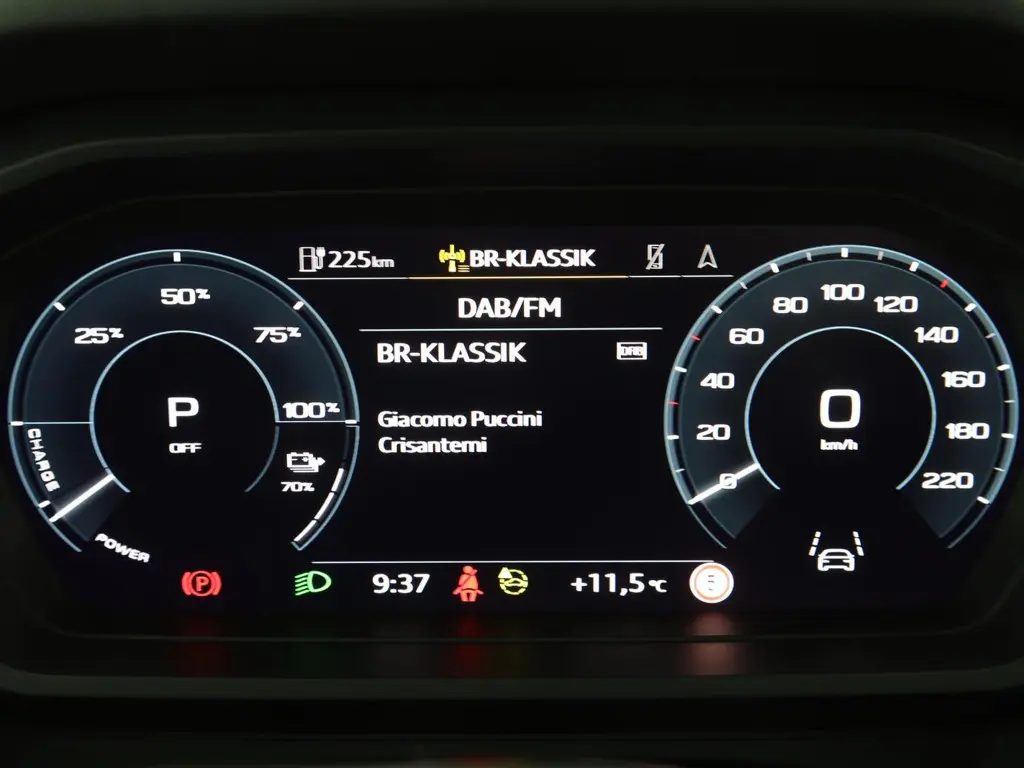 225km
BR-KLASSIK
DAB/FM
BR-KLASSIK
DAB
Giacomo Puccini
Crisantemi
25%
50%
75%
100%
P
OFF
CHARGE
POWER
70%
0
20
40
60
80
100
120
140
160
180
220
0
km/h
P
9:37
+11,5°C